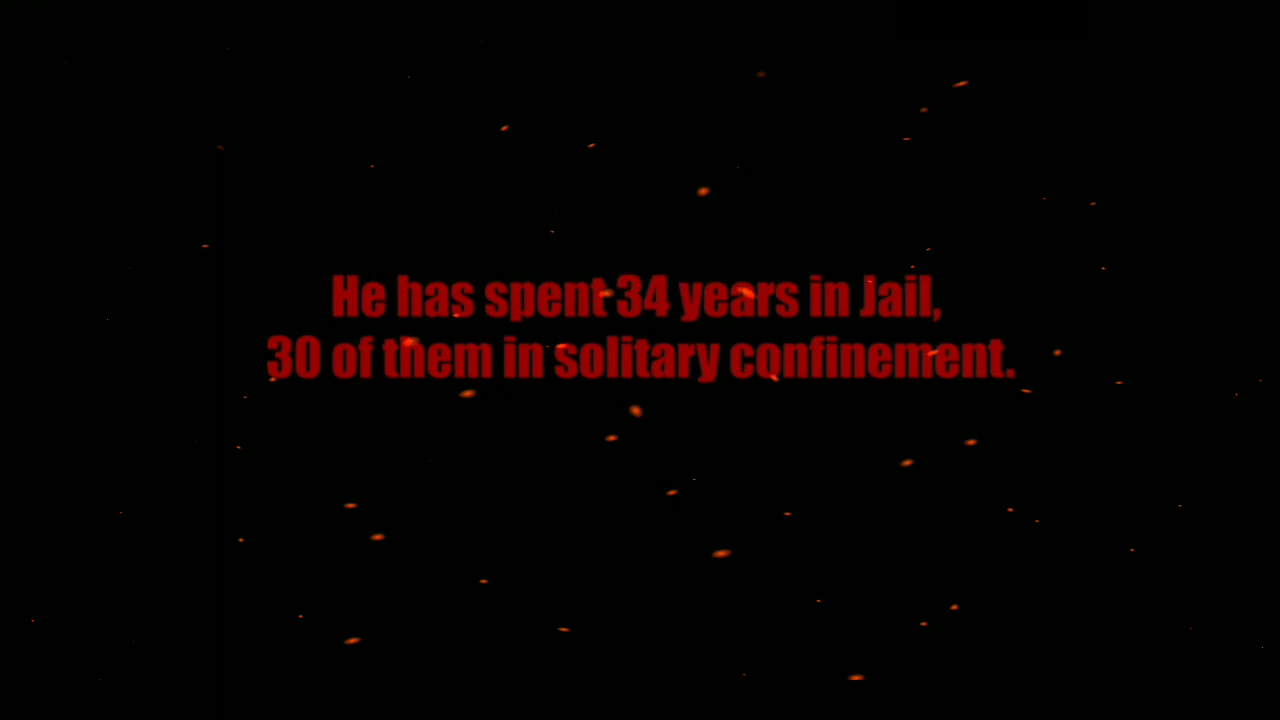 He has spent 34 years in Jail,
30 of them in solitary confinement.